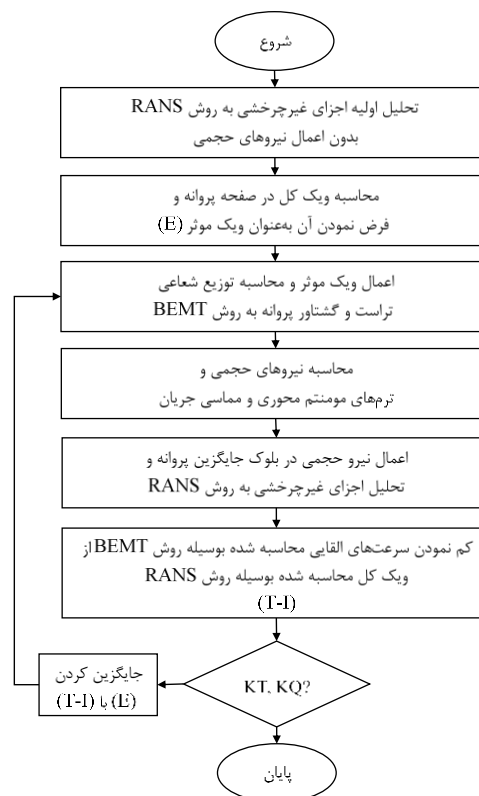 شروع
تحلیل اولیه اجزای غیرچرخشی به روش RANS
بدون اعمال نیروهای حجمی
محاسبه ویک کل در صفحه پروانه و
فرض نمودن آن به‌عنوان ویک موثر (E)
اعمال ویک موثر و محاسبه توزیع شعاعی
تراست و گشتاور پروانه به روش BEMT
محاسبه نیروهای حجمی و
ترم‌های مومنتم محوری و مماسی جریان
اعمال نیرو حجمی در بلوک جایگزین پروانه و
تحلیل اجزای غیرچرخشی به روش RANS
کم نمودن سرعت‌های القایی محاسبه شده بوسیله روش BEMT از
ویک کل محاسبه شده بوسیله روش RANS
(T-I)
KT, KQ?
جایگزین کردن
(E) با (T-I)
پایان